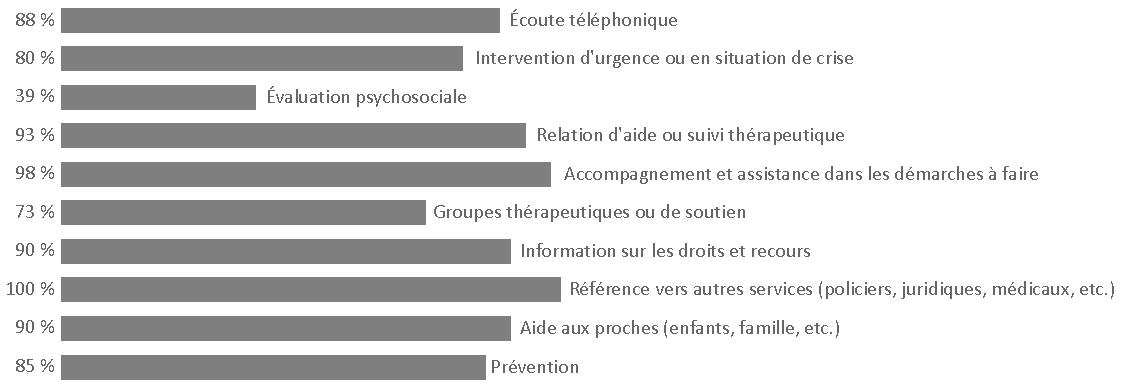 88 % Écoute téléphonique
80 % Intervention d'urgence ou en situation de crise
39 % Évaluation psychosociale
93 % Relation d'aide ou suivi thérapeutique
98 % Accompagnement et assistance dans les démarches à faire
73 % Groupes thérapeutiques ou de soutien
90 % Information sur les droits et recours
100 % Référence vers autres services (policiers, juridiques, médicaux, etc.)
90 % Aide aux proches (enfants, famille, etc.)
85 % Prévention